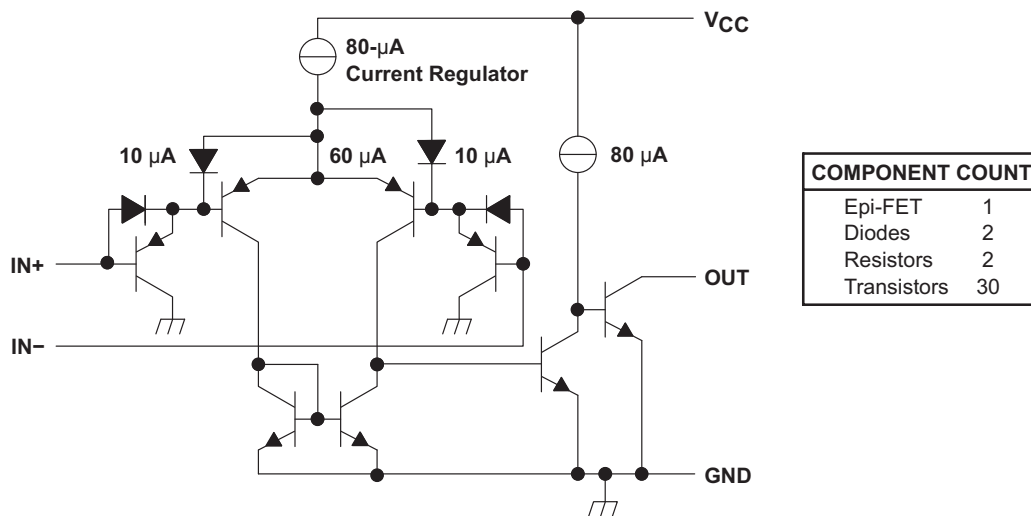 VCC
80-µA
Current Regulator
10 µA
60 µA
10 µA
80 µA
IN+
IN−
OUT
GND
COMPONENT COUNT
Epi-FET 1
Diodes 2
Resistors 2
Transistors 30